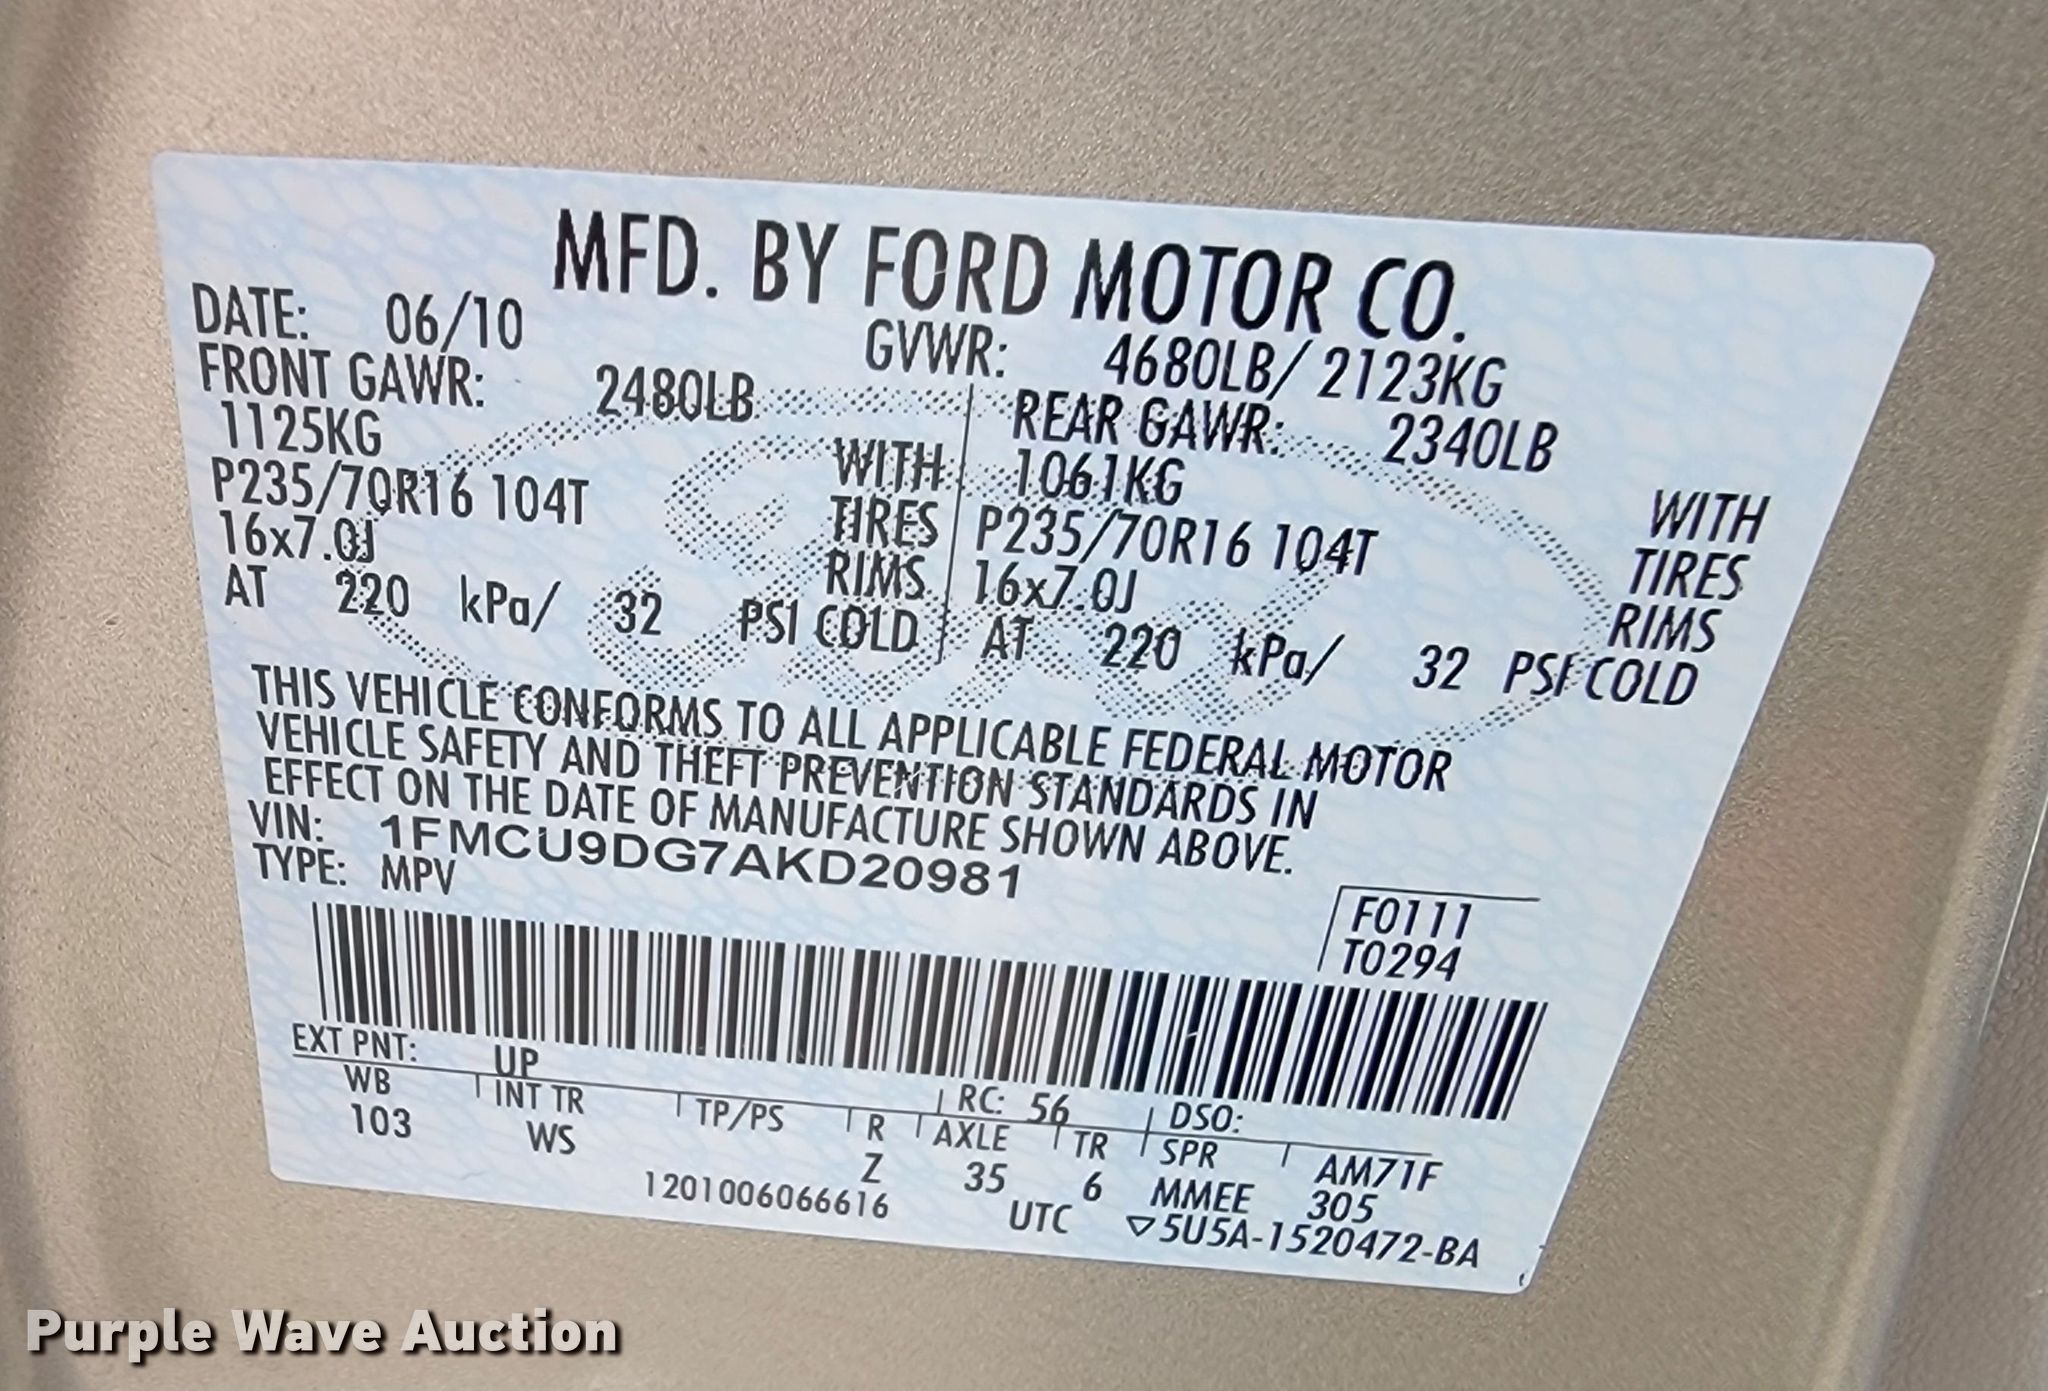 MFD. BY FORD MOTOR CO.
DATE: 06/10 GVWR: 4680LB/ 2123KG
FRONT GAWR: 2480LB REAR GAWR: 2340LB
1125KG WITH 1061KG WITH
P235/70R16 104T TIRES P235/70R16 104T TIRES
16x7.0J RIMS 16x7.0J RIMS
AT 220 kPa/ 32 PSI COLD AT 220 kPa/ 32 PSI COLD
THIS VEHICLE CONFORMS TO ALL APPLICABLE FEDERAL MOTOR
VEHICLE SAFETY AND THEFT PREVENTION STANDARDS IN
EFFECT ON THE DATE OF MANUFACTURE SHOWN ABOVE.
VIN: 1FMCU9DG7AKD20981
TYPE: MPV
F0111
T0294
EXT PNT: UP RC: 56 DSO:
WB INT TR TP/PS R AXLE TR SPR AM71F
103 WS Z 35 6 MMEE 305
1201006066616 UTC ▽5U5A-1520472-BA
Purple Wave Auction